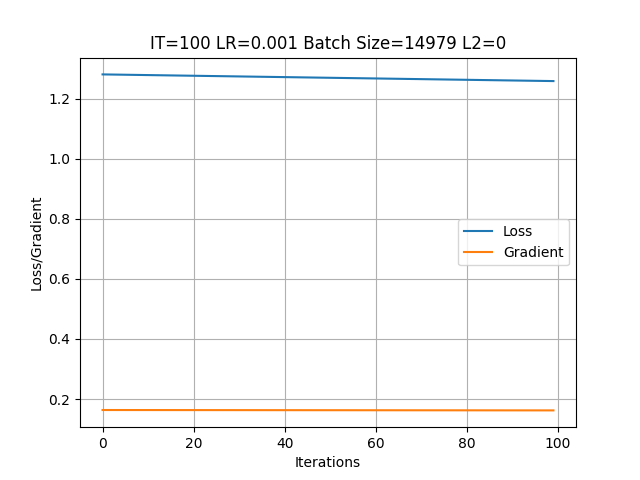 IT=100 LR=0.001 Batch Size=14979 L2=0
1.2
1.0
0.8
0.6
0.4
0.2
Loss/Gradient
Loss
Gradient
0 20 40 60 80 100
Iterations